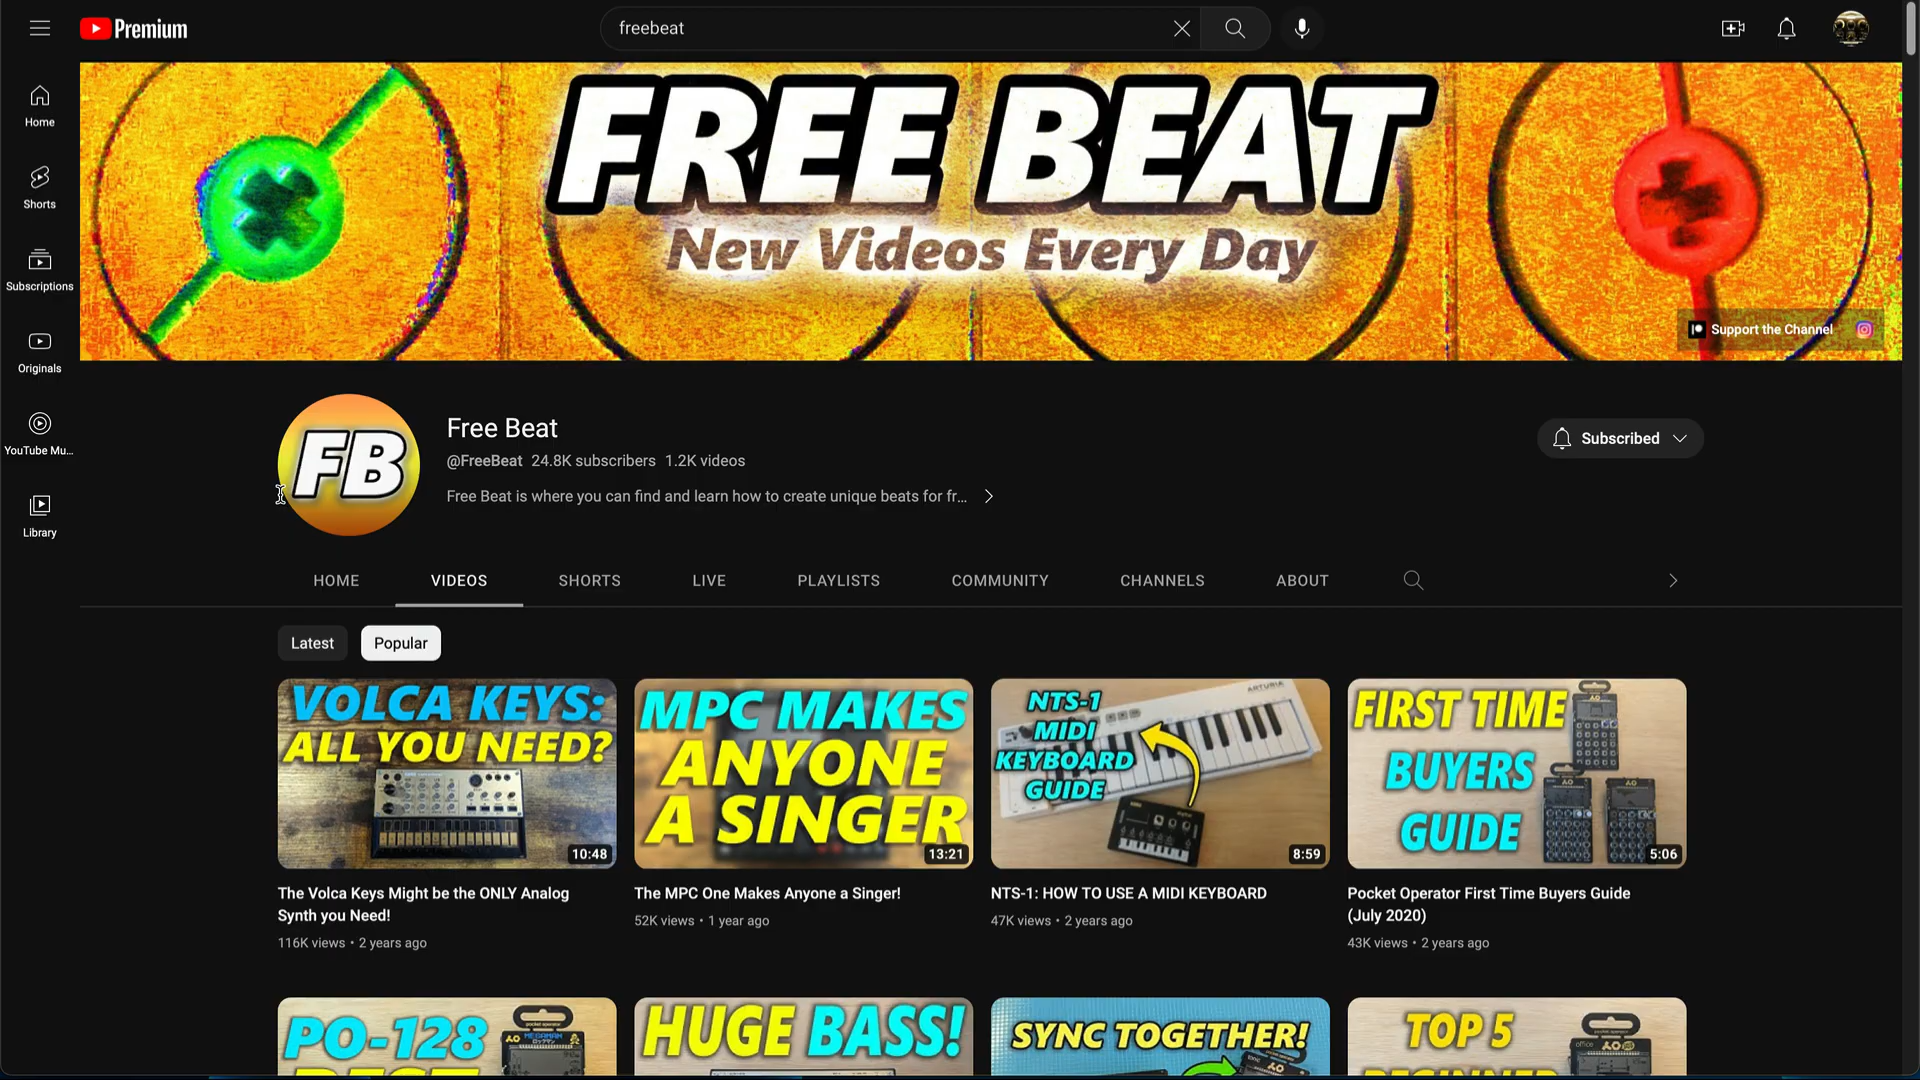 Premium
freebeat
Home
Shorts
Subscriptions
Originals
YouTube Mu...
Library
FREE BEAT
New Videos Every Day
Support the Channel
FB
Free Beat
@FreeBeat 24.8K subscribers 1.2K videos
Free Beat is where you can find and learn how to create unique beats for fr...
Subscribed
HOME VIDEOS SHORTS LIVE PLAYLISTS COMMUNITY CHANNELS ABOUT
Latest Popular
VOLCA KEYS:
ALL YOU NEED?
10:48
The Volca Keys Might be the ONLY Analog
Synth you Need!
116K views • 2 years ago
MPC MAKES
ANYONE
A SINGER
13:21
The MPC One Makes Anyone a Singer!
52K views • 1 year ago
ARTURIA
NTS-1
MIDI
KEYBOARD
GUIDE
8:59
NTS-1: HOW TO USE A MIDI KEYBOARD
47K views • 2 years ago
FIRST TIME
BUYERS
GUIDE
5:06
Pocket Operator First Time Buyers Guide
(July 2020)
43K views • 2 years ago
PO-128
BEST
pocket operator
MEGAMAN
HUGE BASS!
SYNC TOGETHER!
TOP 5
BEGINNER
office